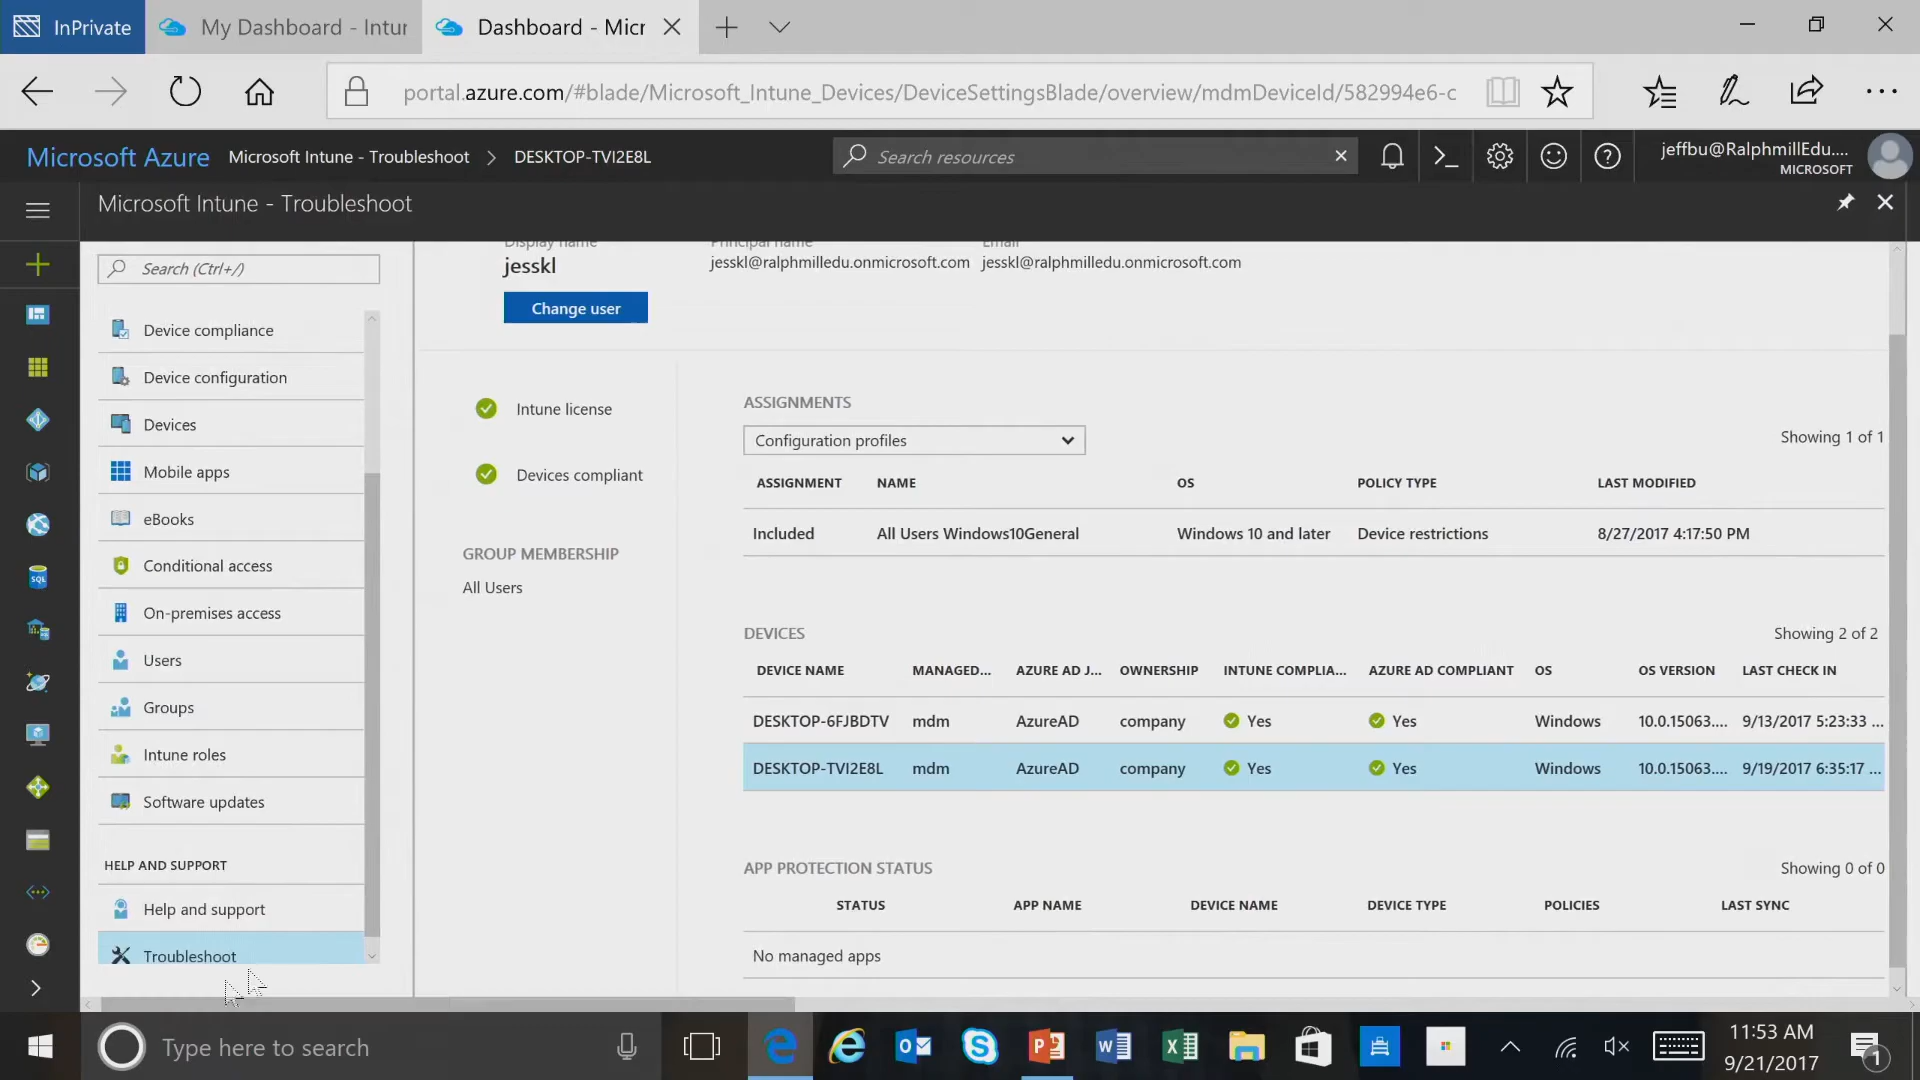 InPrivate
My Dashboard - Intur
Dashboard - Micr
portal.azure.com/#blade/Microsoft_Intune_Devices/DeviceSettingsBlade/overview/mdmDeviceId/582994e6-c
Microsoft Azure
Microsoft Intune - Troubleshoot
DESKTOP-TVI2E8L
Search resources
jeffbu@RalphmillEdu....
MICROSOFT
Microsoft Intune - Troubleshoot
Search (Ctrl+/)
Device compliance
Device configuration
Devices
Mobile apps
eBooks
Conditional access
On-premises access
Users
Groups
Intune roles
Software updates
HELP AND SUPPORT
Help and support
Troubleshoot
Display name
Principal name
Email
jesskl
jesskl@ralphmilledu.onmicrosoft.com
jesskl@ralphmilledu.onmicrosoft.com
Change user
Intune license
Devices compliant
GROUP MEMBERSHIP
All Users
ASSIGNMENTS
Configuration profiles
Showing 1 of 1
ASSIGNMENT NAME OS POLICY TYPE LAST MODIFIED
Included All Users Windows10General Windows 10 and later Device restrictions 8/27/2017 4:17:50 PM
DEVICES
Showing 2 of 2
DEVICE NAME MANAGED... AZURE AD J... OWNERSHIP INTUNE COMPLIA... AZURE AD COMPLIANT OS OS VERSION LAST CHECK IN
DESKTOP-6FJBDTV mdm AzureAD company Yes Yes Windows 10.0.15063.... 9/13/2017 5:23:33 ...
DESKTOP-TVI2E8L mdm AzureAD company Yes Yes Windows 10.0.15063.... 9/19/2017 6:35:17 ...
APP PROTECTION STATUS
Showing 0 of 0
STATUS APP NAME DEVICE NAME DEVICE TYPE POLICIES LAST SYNC
No managed apps
Type here to search
11:53 AM
9/21/2017
1
SQL